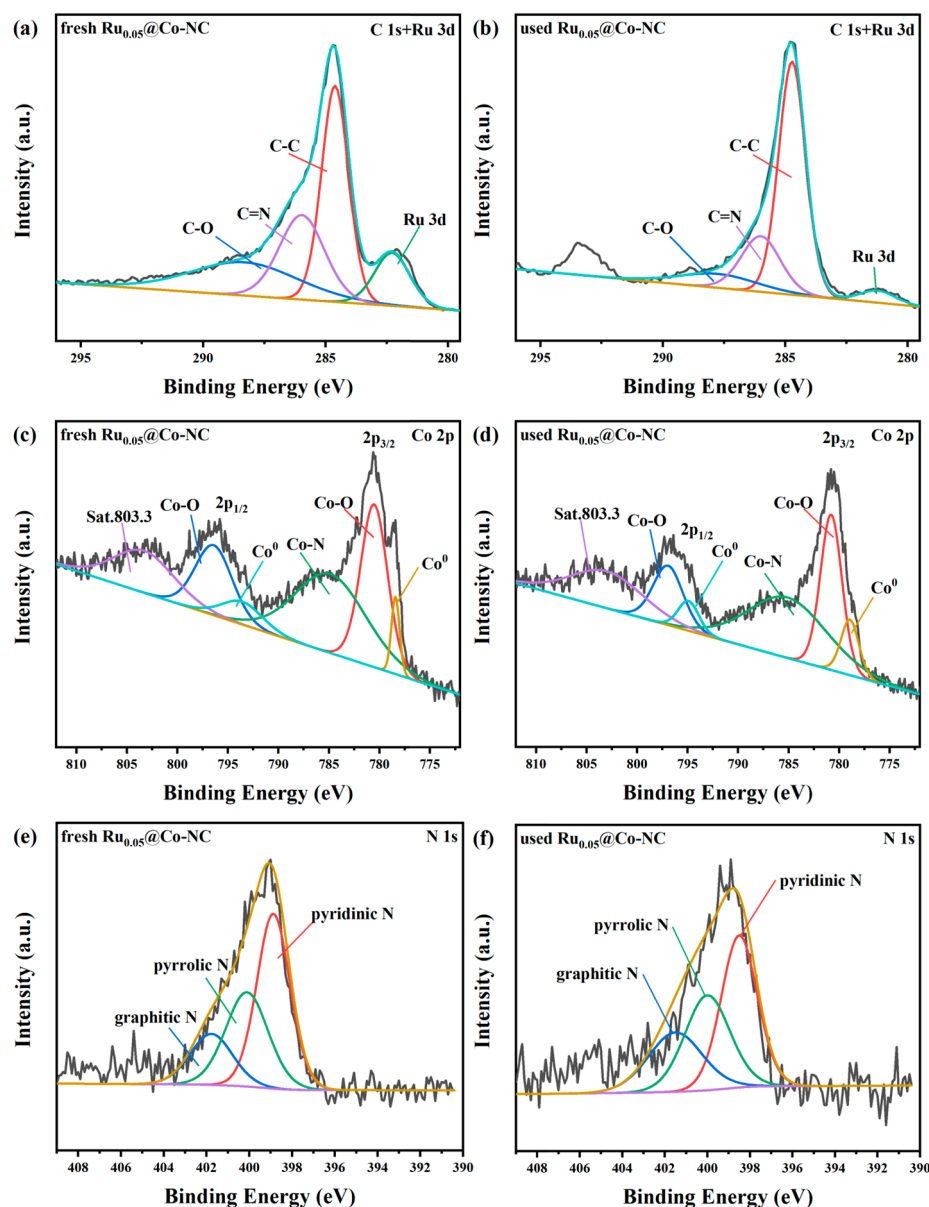 (a) fresh Ru0.05@Co-NC C 1s+Ru 3d
C-C
C=N
Ru 3d
C-O
Intensity (a.u.)
295 290 285 280
Binding Energy (eV)
(b) used Ru0.05@Co-NC C 1s+Ru 3d
C-C
C=N
C-O
Ru 3d
Intensity (a.u.)
295 290 285 280
Binding Energy (eV)
(c) fresh Ru0.05@Co-NC Co 2p
2p3/2
Co-O 2p1/2 Co-O
Sat.803.3
Co0 Co-N Co0
Intensity (a.u.)
810 805 800 795 790 785 780 775
Binding Energy (eV)
(d) used Ru0.05@Co-NC Co 2p
2p3/2
Co-O
Sat.803.3 Co-O 2p1/2
Co0 Co-N Co0
Intensity (a.u.)
810 805 800 795 790 785 780 775
Binding Energy (eV)
(e) fresh Ru0.05@Co-NC N 1s
pyridinic N
pyrrolic N
graphitic N
Intensity (a.u.)
408 406 404 402 400 398 396 394 392 390
Binding Energy (eV)
(f) used Ru0.05@Co-NC N 1s
pyridinic N
pyrrolic N
graphitic N
Intensity (a.u.)
408 406 404 402 400 398 396 394 392 390
Binding Energy (eV)